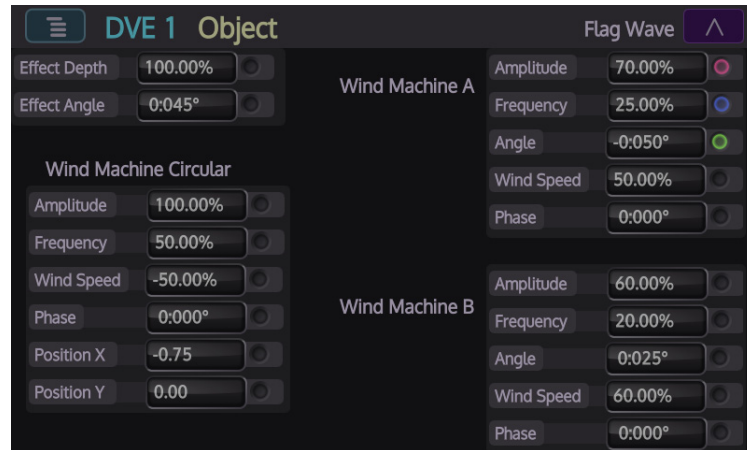 DVE 1 Object Flag Wave
Effect Depth 100.00%
Effect Angle 0:045°
Wind Machine Circular
Amplitude 100.00%
Frequency 50.00%
Wind Speed -50.00%
Phase 0:000°
Position X -0.75
Position Y 0.00
Wind Machine A
Amplitude 70.00%
Frequency 25.00%
Angle -0:050°
Wind Speed 50.00%
Phase 0:000°
Wind Machine B
Amplitude 60.00%
Frequency 20.00%
Angle 0:025°
Wind Speed 60.00%
Phase 0:000°